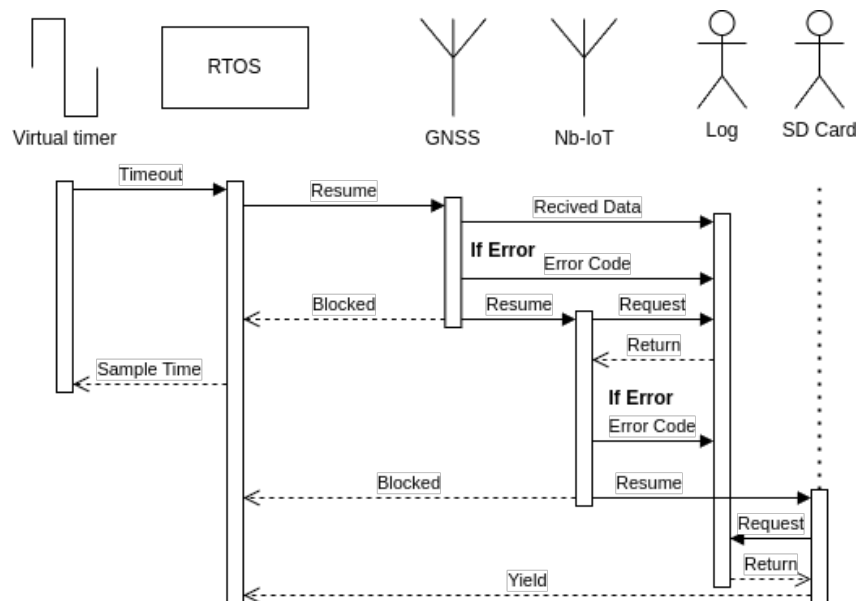 RTOS
Virtual timer
GNSS
Nb-IoT
Log
SD Card
Timeout
Resume
Recived Data
If Error
Error Code
Blocked
Resume
Request
Return
Sample Time
If Error
Error Code
Blocked
Resume
Request
Return
Yield